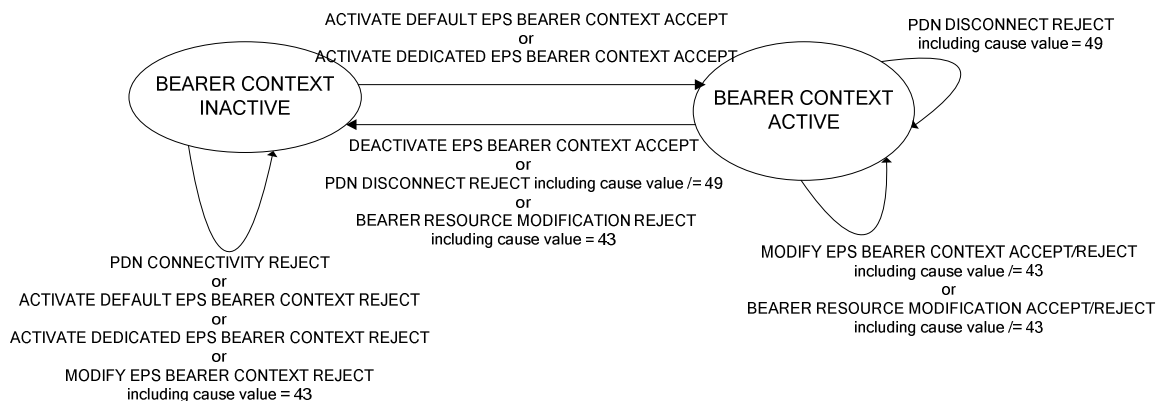 ACTIVATE DEFAULT EPS BEARER CONTEXT ACCEPT
or
ACTIVATE DEDICATED EPS BEARER CONTEXT ACCEPT
PDN DISCONNECT REJECT
including cause value = 49
BEARER CONTEXT
INACTIVE
BEARER CONTEXT
ACTIVE
DEACTIVATE EPS BEARER CONTEXT ACCEPT
or
PDN DISCONNECT REJECT including cause value /= 49
or
BEARER RESOURCE MODIFICATION REJECT
including cause value = 43
PDN CONNECTIVITY REJECT
or
ACTIVATE DEFAULT EPS BEARER CONTEXT REJECT
or
ACTIVATE DEDICATED EPS BEARER CONTEXT REJECT
or
MODIFY EPS BEARER CONTEXT REJECT
including cause value = 43
MODIFY EPS BEARER CONTEXT ACCEPT/REJECT
including cause value /= 43
or
BEARER RESOURCE MODIFICATION ACCEPT/REJECT
including cause value /= 43